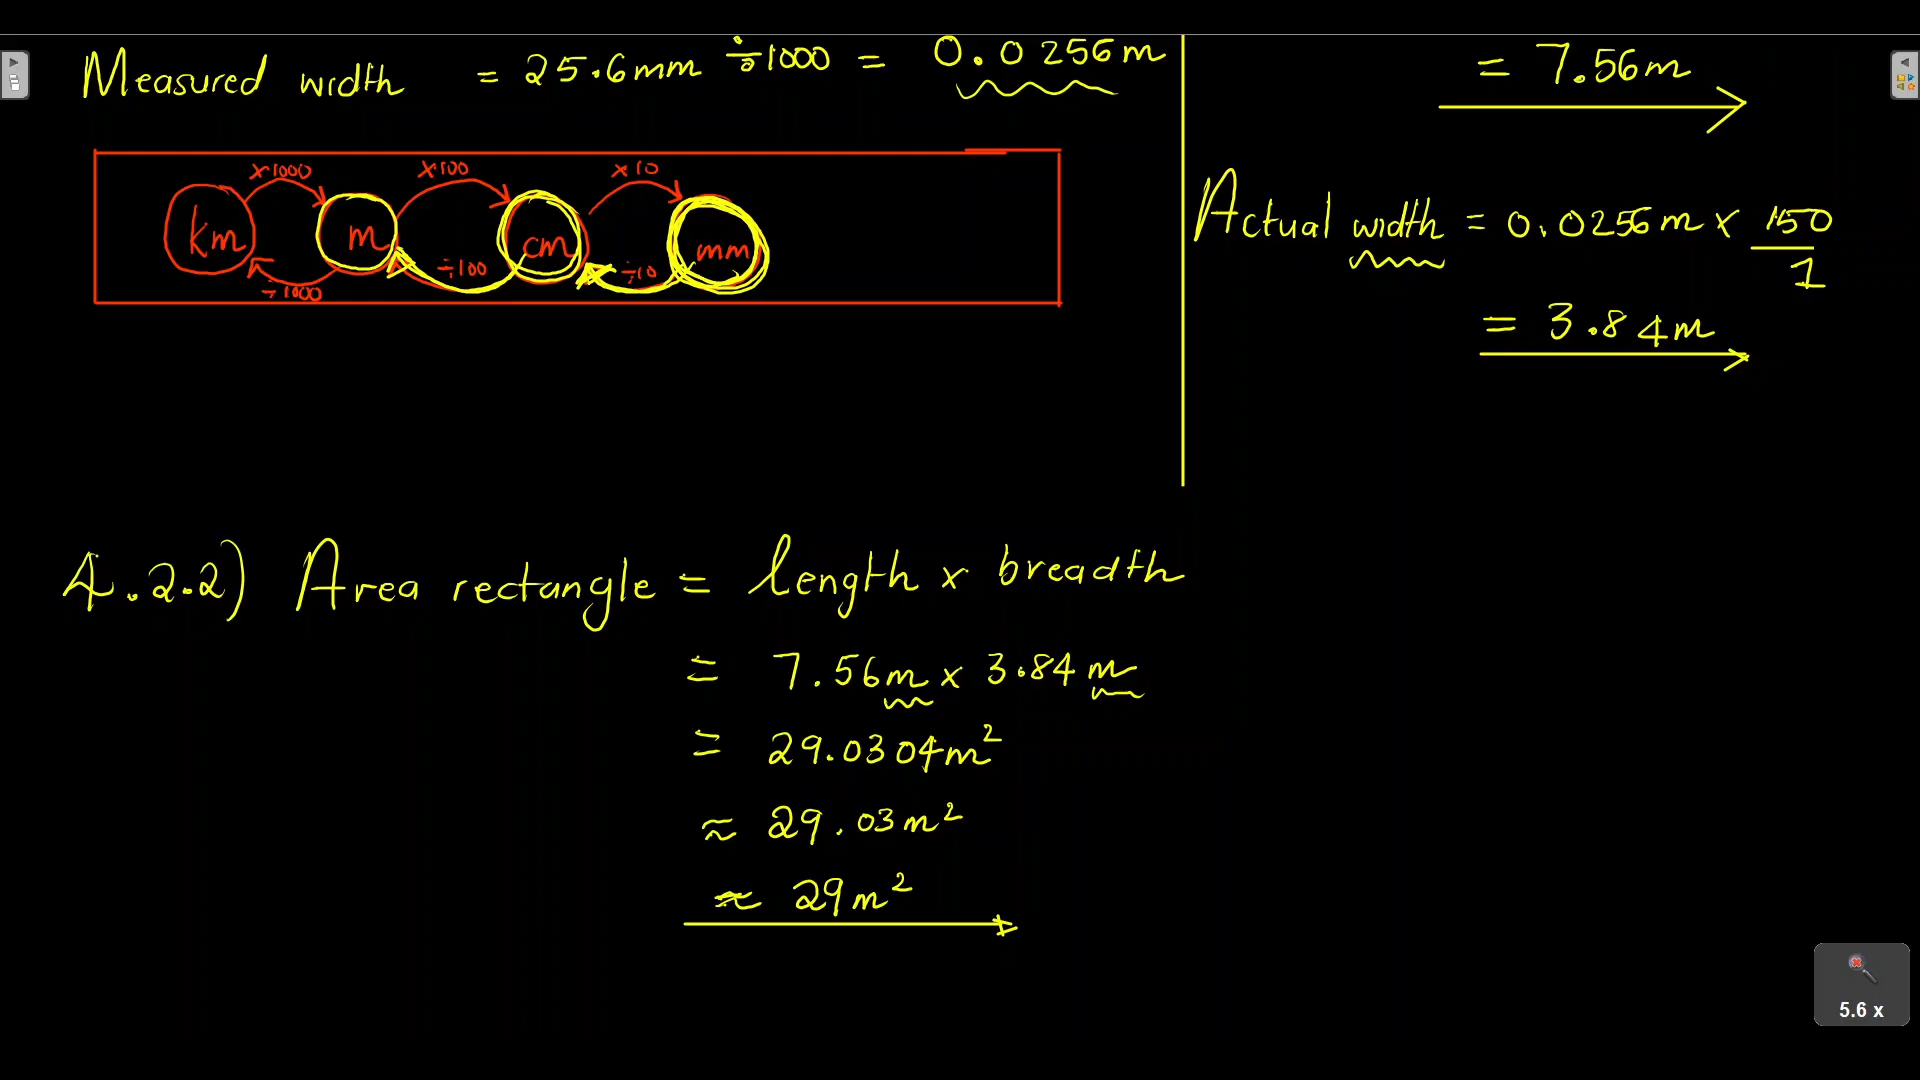 Measured width = 25.6mm ÷1000 = 0.0256m
×1000 ×100 ×10
km m cm mm
÷1000 ÷100 ÷10
= 7.56m
Actual width = 0.0256m × 150/1
= 3.84m
4.2.2) Area rectangle = length × breadth
= 7.56m × 3.84m
= 29.0304m²
≈ 29.03m²
≈ 29m²
5.6 x